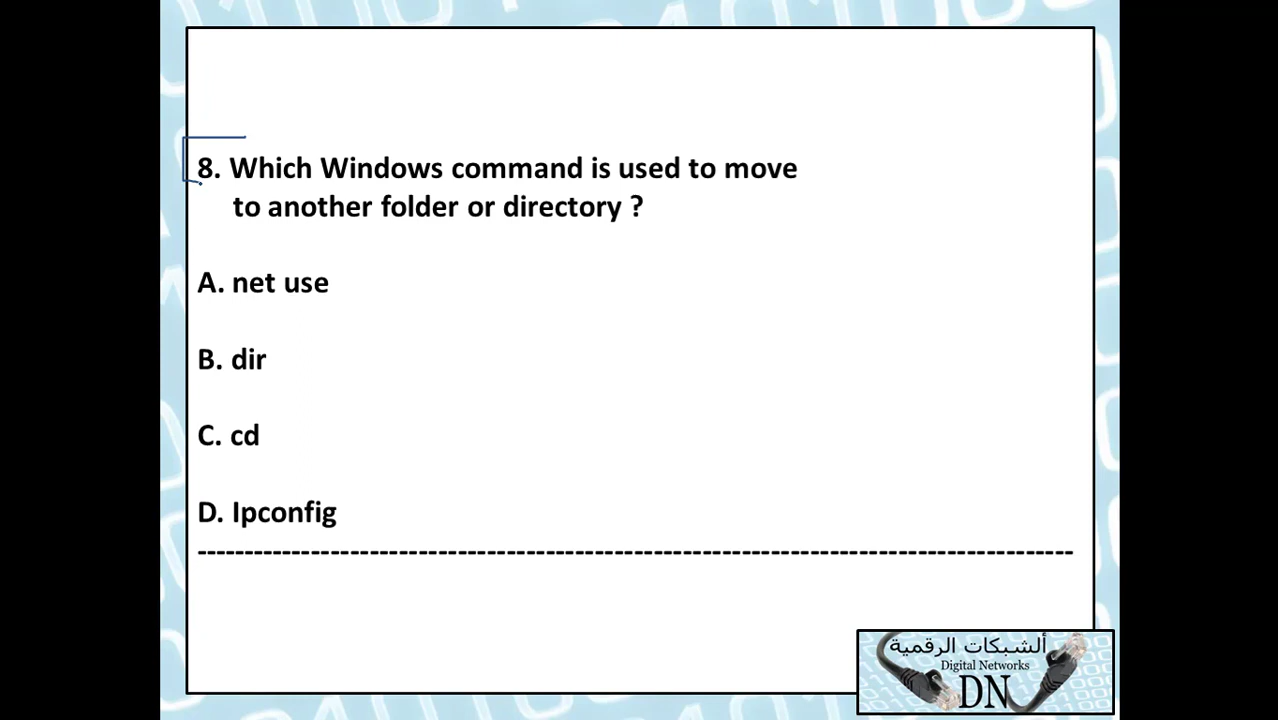 8. Which Windows command is used to move
to another folder or directory ?
A. net use
B. dir
C. cd
D. Ipconfig
--------------------------------------------------------------------------------
ألشبكات الرقمية
Digital Networks
DN